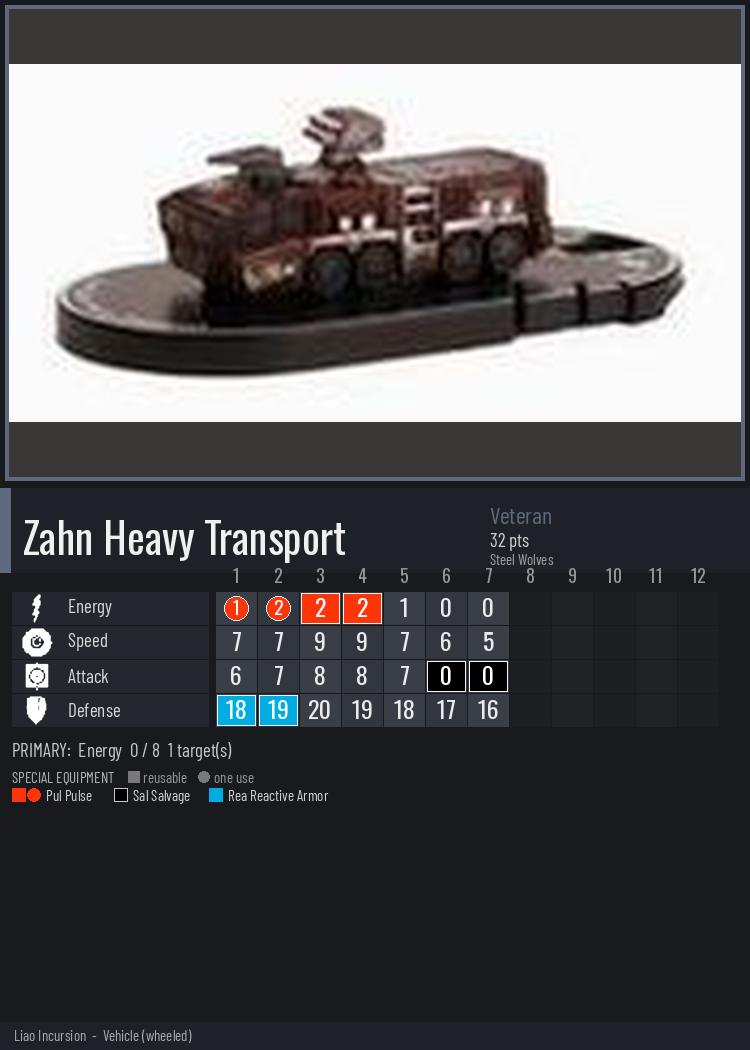 Zahn Heavy Transport
Veteran
32 pts
Steel Wolves
1 2 3 4 5 6 7 8 9 10 11 12
Energy 1 2 2 2 1 0 0
Speed 7 7 9 9 7 6 5
Attack 6 7 8 8 7 0 0
Defense 18 19 20 19 18 17 16
PRIMARY: Energy 0 / 8 1 target(s)
SPECIAL EQUIPMENT reusable one use
Pul Pulse Sal Salvage Rea Reactive Armor
Liao Incursion - Vehicle (wheeled)